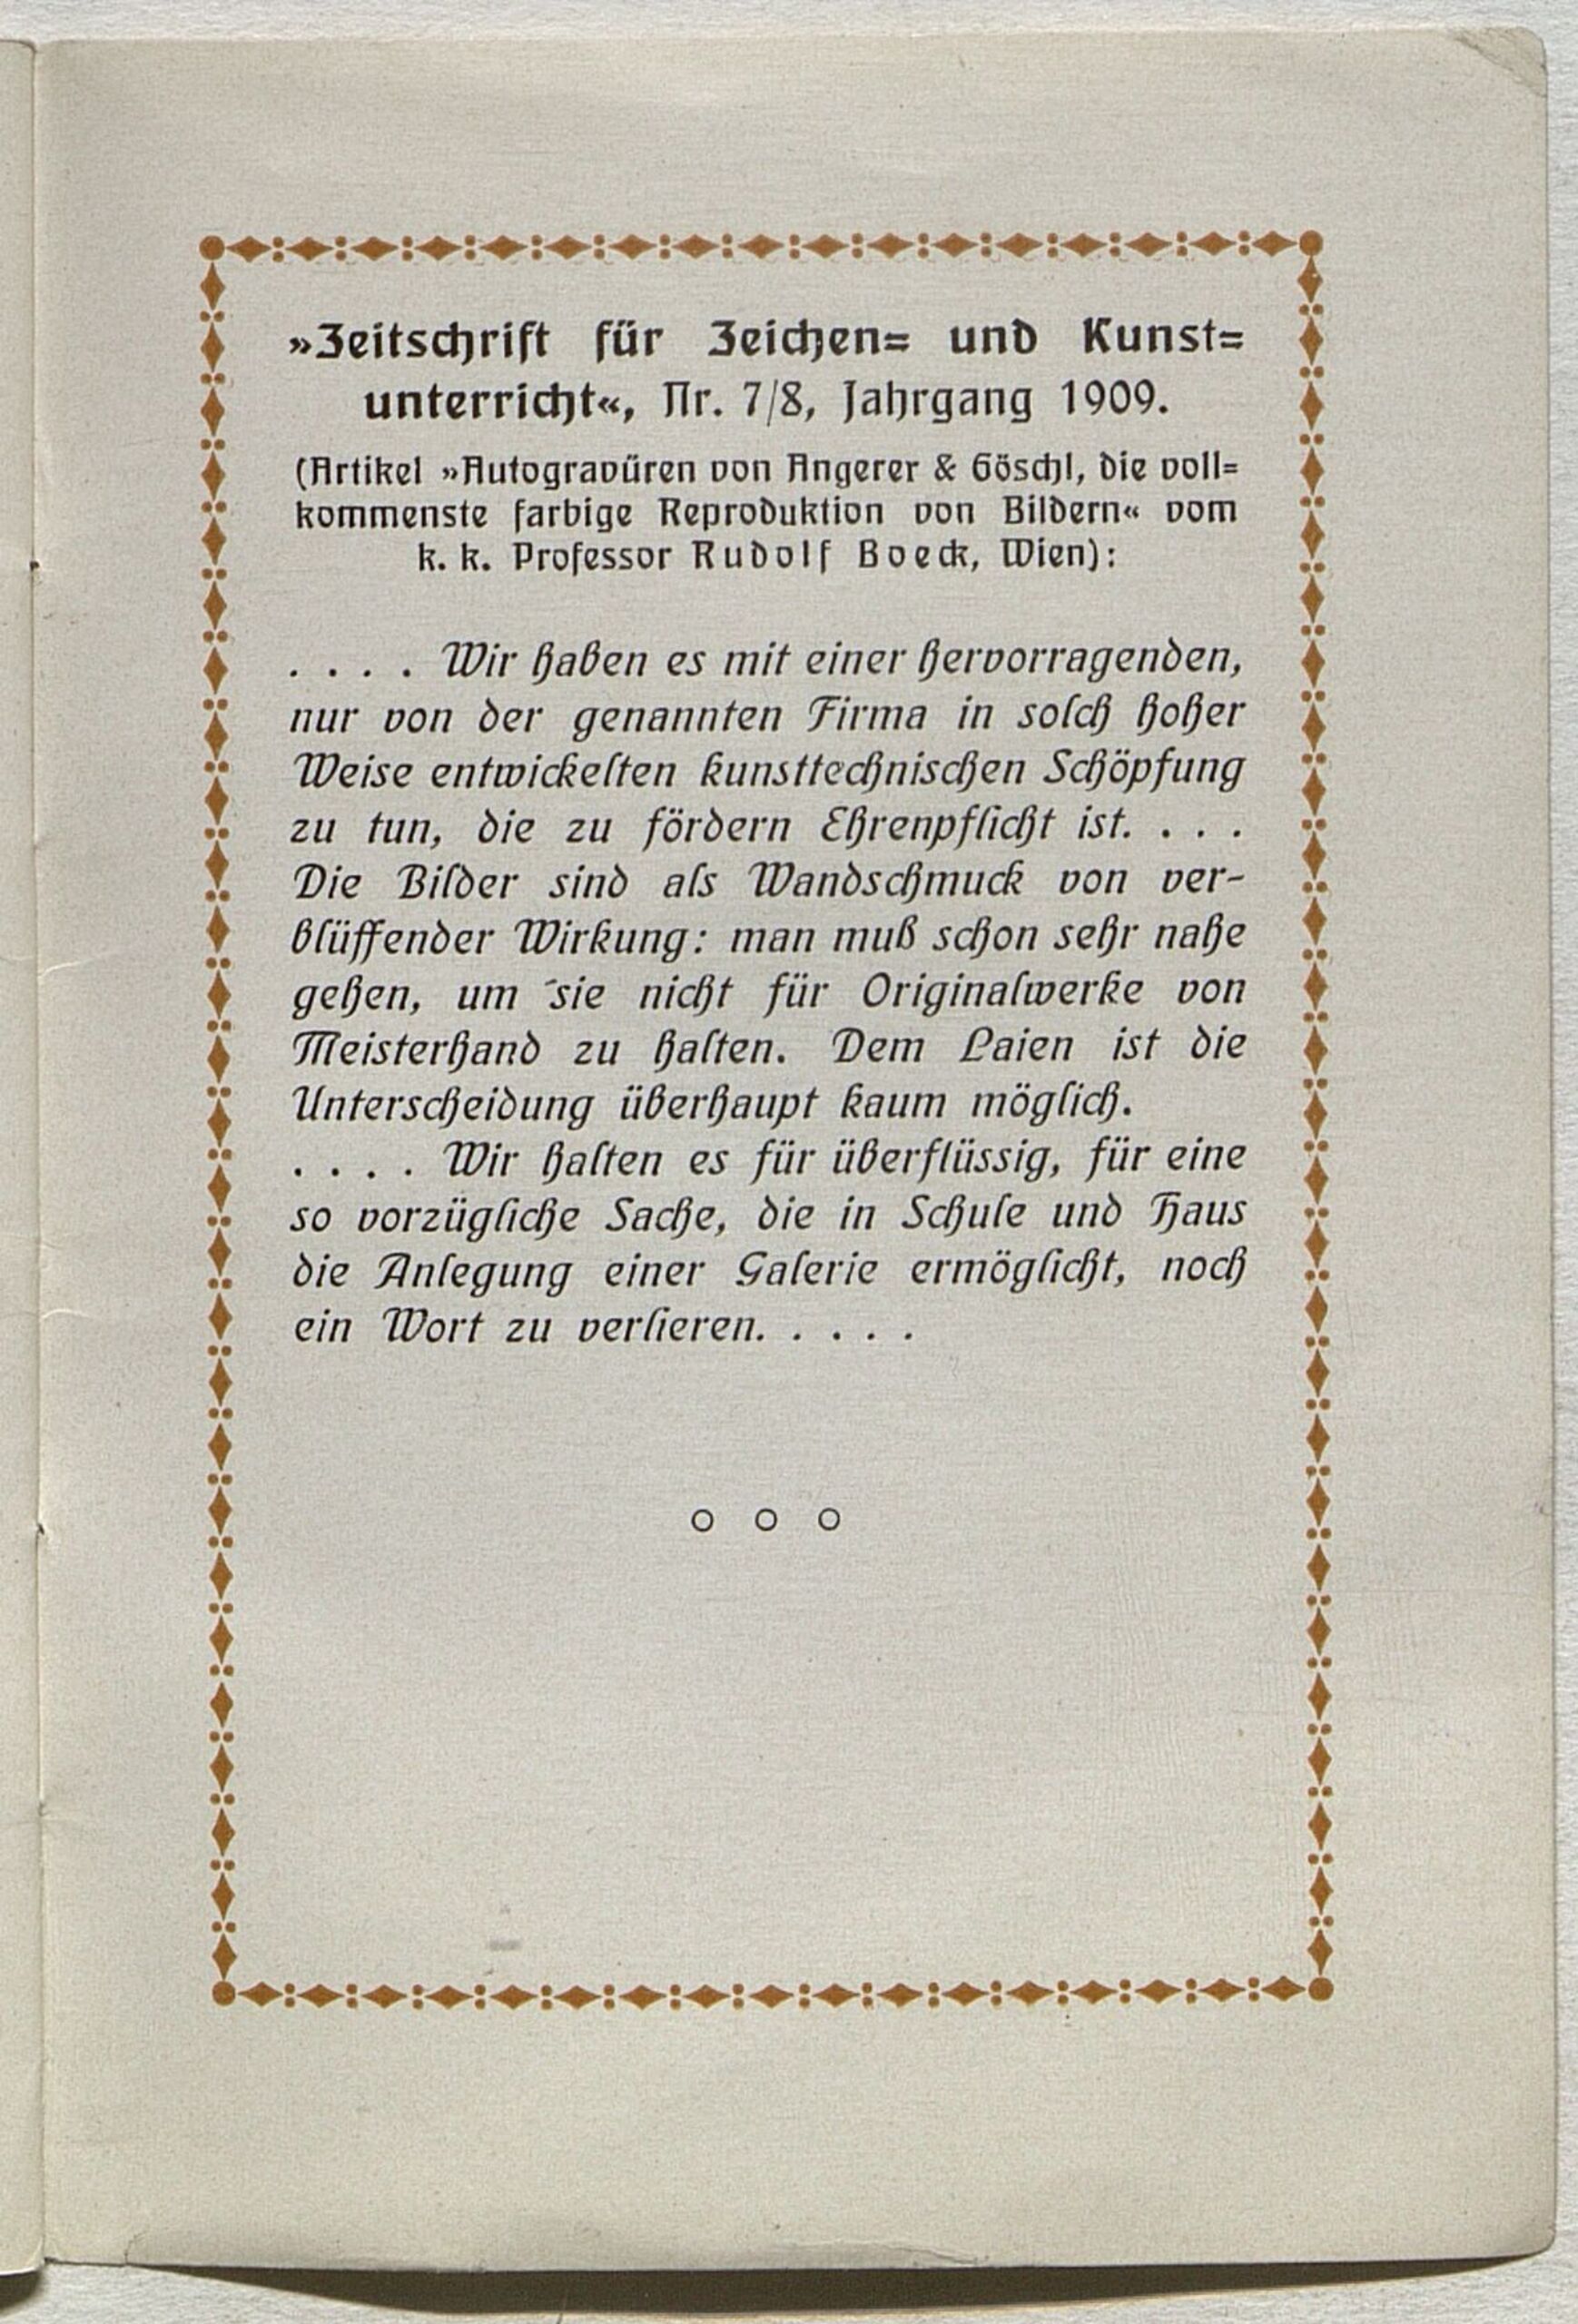 »Zeitschrift für Zeichen= und Kunst=
unterricht«, Nr. 7/8, Jahrgang 1909.
(Artikel »Autogravüren von Angerer & Göschl, die voll=
kommenste farbige Reproduktion von Bildern« vom
k. k. Professor Rudolf Boeck, Wien):
. . . . Wir haben es mit einer hervorragenden,
nur von der genannten Firma in solch hoher
Weise entwickelten kunsttechnischen Schöpfung
zu tun, die zu fördern Ehrenpflicht ist. . . .
Die Bilder sind als Wandschmuck von ver-
blüffender Wirkung: man muß schon sehr nahe
gehen, um sie nicht für Originalwerke von
Meisterhand zu halten. Dem Laien ist die
Unterscheidung überhaupt kaum möglich.
. . . . Wir halten es für überflüssig, für eine
so vorzügliche Sache, die in Schule und Haus
die Anlegung einer Galerie ermöglicht, noch
ein Wort zu verlieren. . . . .